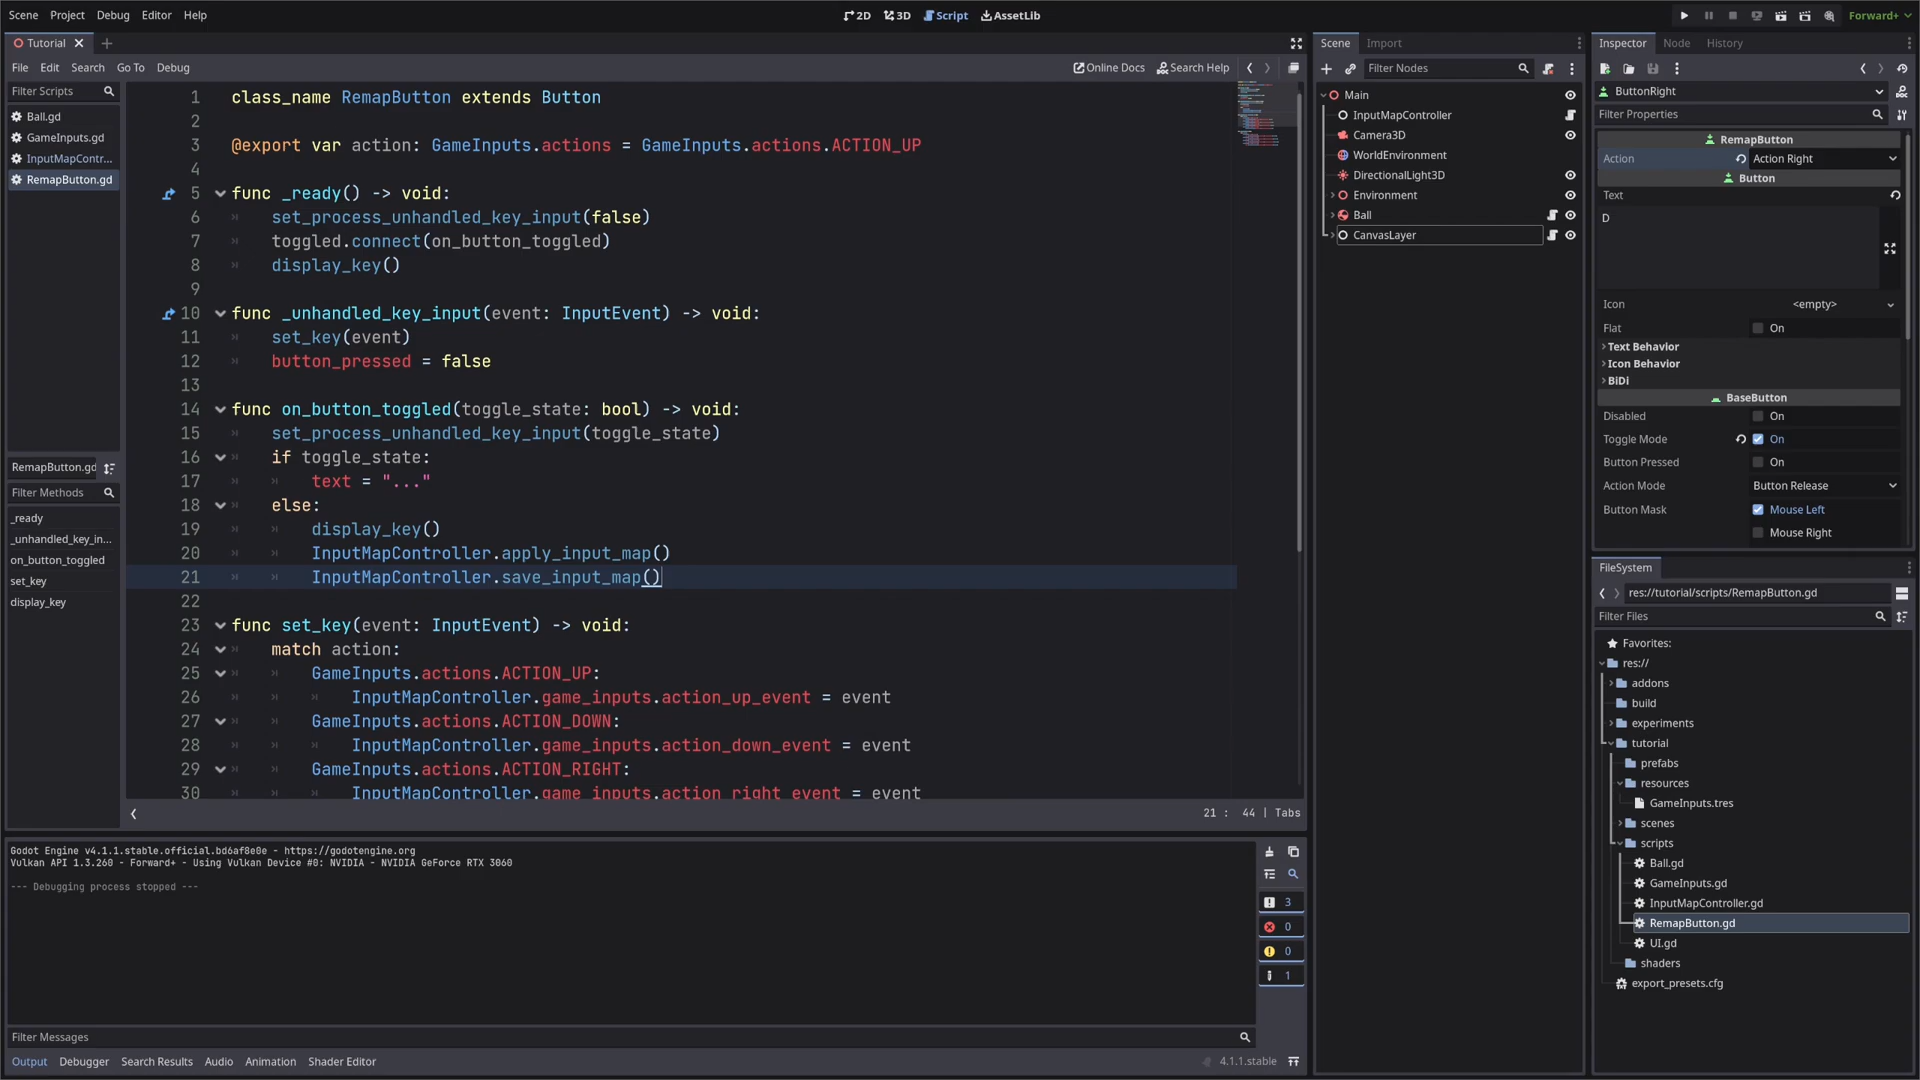 Scene Project Debug Editor Help
2D 3D Script AssetLib
Forward+
Tutorial
File Edit Search Go To Debug
Online Docs Search Help
Filter Scripts
Ball.gd
GameInputs.gd
InputMapContr...
RemapButton.gd
RemapButton.gd
Filter Methods
_ready
_unhandled_key_in...
on_button_toggled
set_key
display_key
1 class_name RemapButton extends Button
2
3 @export var action: GameInputs.actions = GameInputs.actions.ACTION_UP
4
5 func _ready() -> void:
6 set_process_unhandled_key_input(false)
7 toggled.connect(on_button_toggled)
8 display_key()
9
10 func _unhandled_key_input(event: InputEvent) -> void:
11 set_key(event)
12 button_pressed = false
13
14 func on_button_toggled(toggle_state: bool) -> void:
15 set_process_unhandled_key_input(toggle_state)
16 if toggle_state:
17 text = "..."
18 else:
19 display_key()
20 InputMapController.apply_input_map()
21 InputMapController.save_input_map()
22
23 func set_key(event: InputEvent) -> void:
24 match action:
25 GameInputs.actions.ACTION_UP:
26 InputMapController.game_inputs.action_up_event = event
27 GameInputs.actions.ACTION_DOWN:
28 InputMapController.game_inputs.action_down_event = event
29 GameInputs.actions.ACTION_RIGHT:
30 InputMapController.game_inputs.action_right_event = event
21 : 44 | Tabs
Godot Engine v4.1.1.stable.official.bd6af8e0e - https://godotengine.org
Vulkan API 1.3.260 - Forward+ - Using Vulkan Device #0: NVIDIA - NVIDIA GeForce RTX 3060
--- Debugging process stopped ---
3
0
0
1
Filter Messages
Output Debugger Search Results Audio Animation Shader Editor
4.1.1.stable
Scene Import
Filter Nodes
Main
InputMapController
Camera3D
WorldEnvironment
DirectionalLight3D
Environment
Ball
CanvasLayer
Inspector Node History
ButtonRight
Filter Properties
RemapButton
Action Action Right
Button
Text
D
Icon <empty>
Flat On
Text Behavior
Icon Behavior
BiDi
BaseButton
Disabled On
Toggle Mode On
Button Pressed On
Action Mode Button Release
Button Mask Mouse Left
Mouse Right
FileSystem
res://tutorial/scripts/RemapButton.gd
Filter Files
Favorites:
res://
addons
build
experiments
tutorial
prefabs
resources
GameInputs.tres
scenes
scripts
Ball.gd
GameInputs.gd
InputMapController.gd
RemapButton.gd
UI.gd
shaders
export_presets.cfg